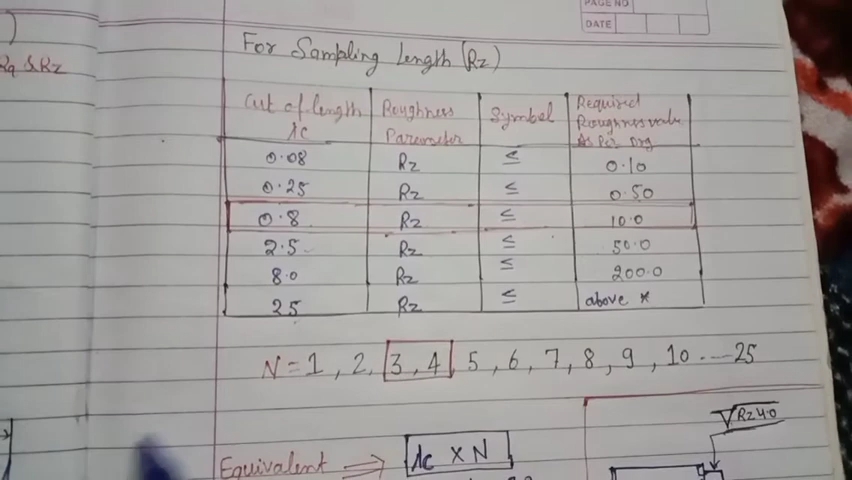 PAGE NO
DATE
)
Rq & Rz
For Sampling Length (Rz)
Cut of length λc | Roughness Parameter | Symbol | Required Roughness value As Per Drg
0.08 | Rz | ≤ | 0.10
0.25 | Rz | ≤ | 0.50
0.8 | Rz | ≤ | 10.0
2.5 | Rz | ≤ | 50.0
8.0 | Rz | ≤ | 200.0
25 | Rz | ≤ | above *
N = 1, 2, 3, 4, 5, 6, 7, 8, 9, 10 ---- 25
√Rz 4.0
Equivalent ⇒ λc × N